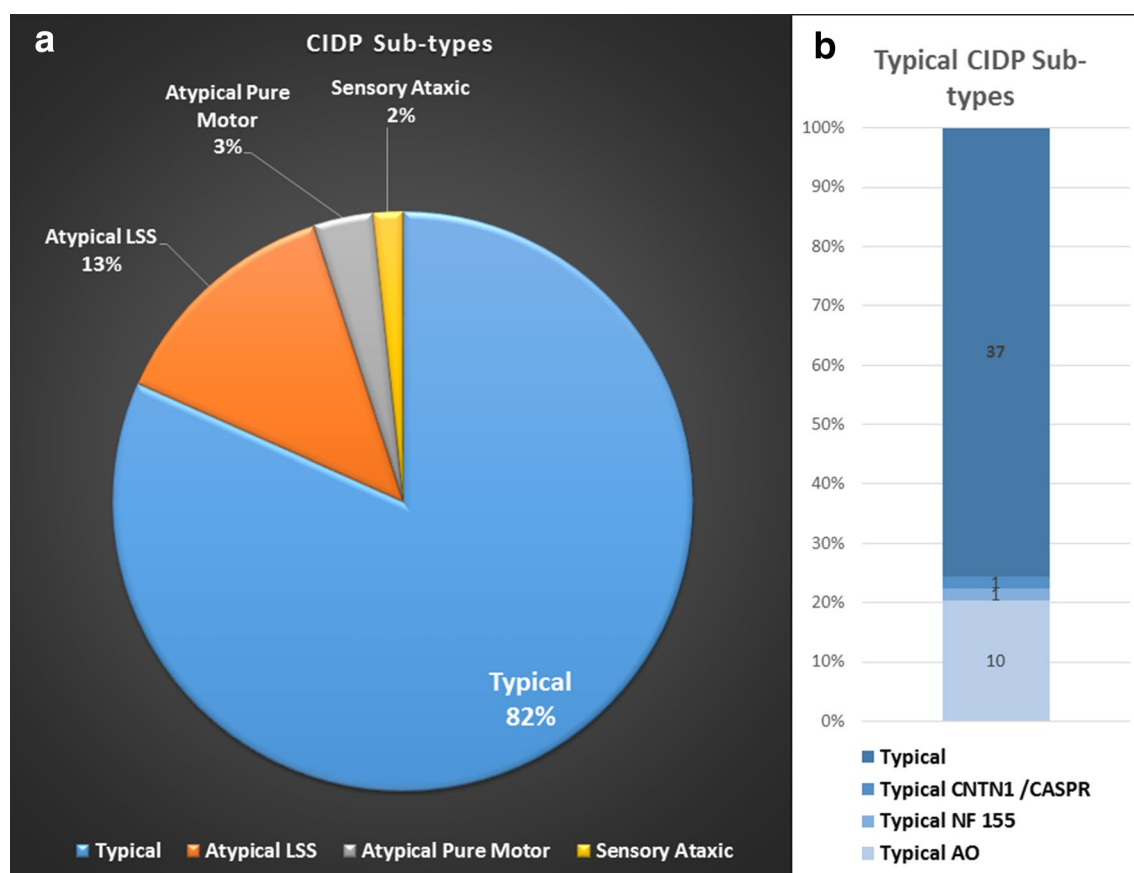 a
CIDP Sub-types
Sensory Ataxic
2%
Atypical Pure
Motor
3%
Atypical LSS
13%
Typical
82%
Typical
Atypical LSS
Atypical Pure Motor
Sensory Ataxic
b
Typical CIDP Sub-
types
100%
90%
80%
70%
60%
50%
40%
30%
20%
10%
0%
37
1
1
10
Typical
Typical CNTN1 /CASPR
Typical NF 155
Typical AO